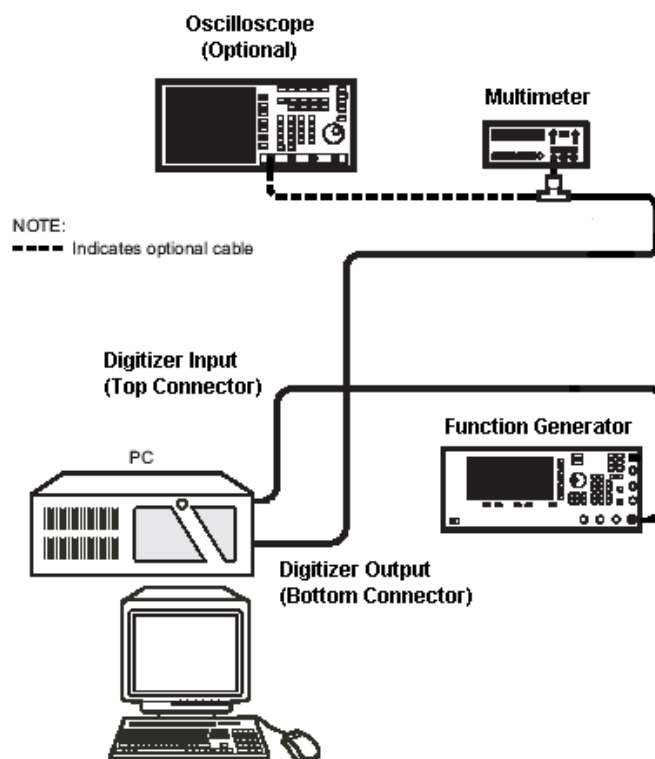 Oscilloscope
(Optional)
Multimeter
NOTE:
Indicates optional cable
Digitizer Input
(Top Connector)
Function Generator
PC
Digitizer Output
(Bottom Connector)